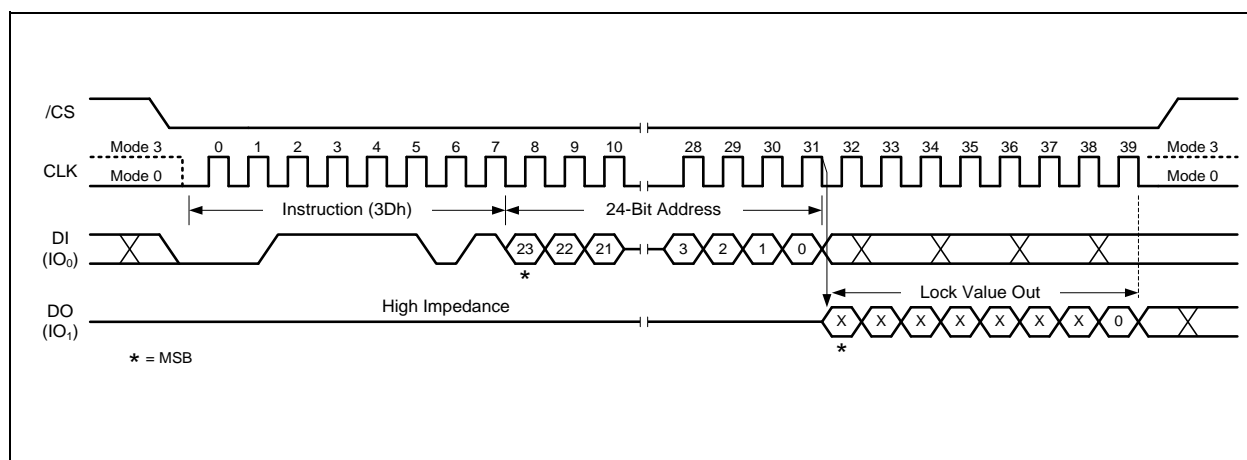 /CS
Mode 3 0 1 2 3 4 5 6 7 8 9 10 28 29 30 31 32 33 34 35 36 37 38 39 Mode 3
CLK
Mode 0 Mode 0
Instruction (3Dh) 24-Bit Address
DI
(IO₀)
23 22 21 3 2 1 0
*
Lock Value Out
High Impedance
DO
(IO₁)
X X X X X X X 0
*
* = MSB